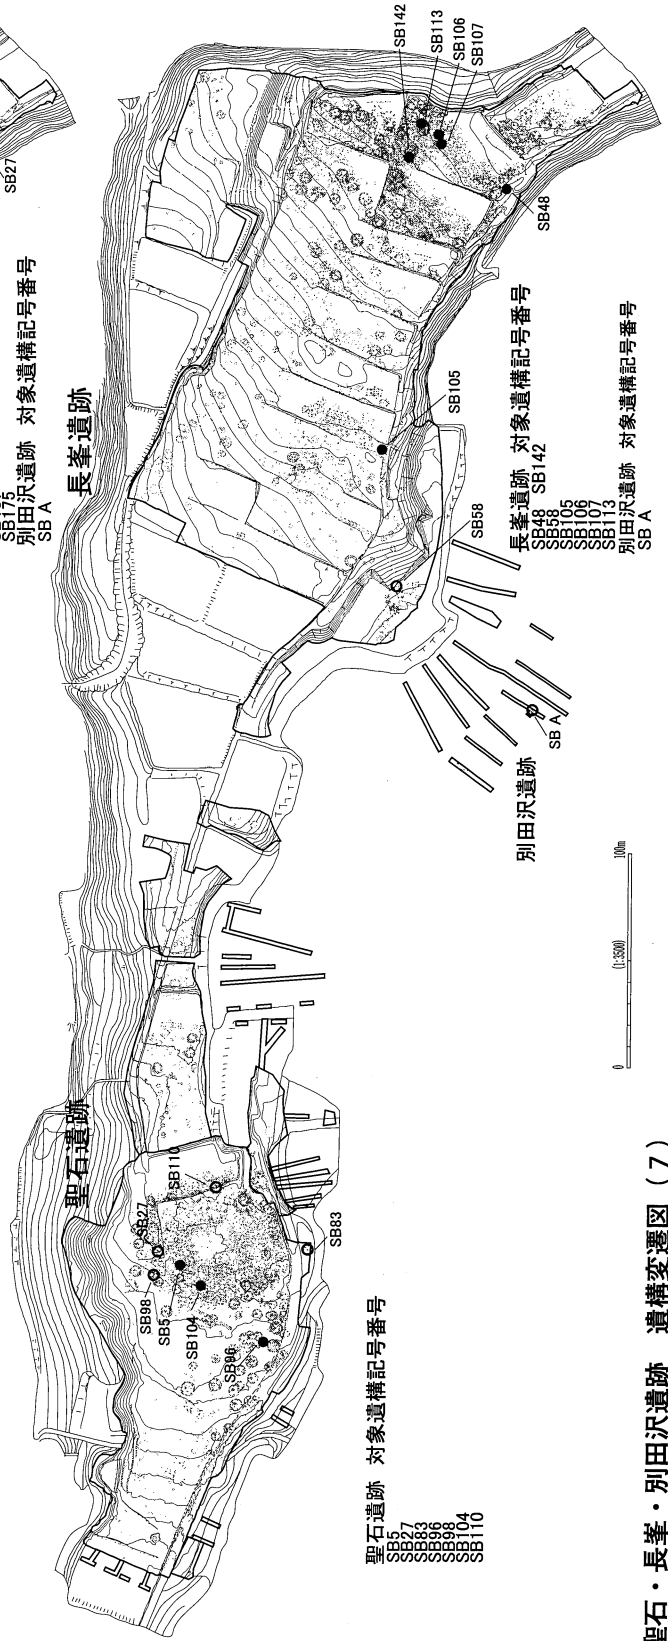 SB27
SB175
別田沢遺跡 対象遺構記号番号
SB A
長峯遺跡
SB142
SB113
SB106
SB107
SB48
SB105
SB58
長峯遺跡 対象遺構記号番号
SB48 SB142
SB58
SB105
SB106
SB107
SB113
別田沢遺跡 対象遺構記号番号
SB A
SB A
別田沢遺跡
0 (1:3500) 100m
聖石遺跡
SB110
SB27
SB98
SB5
SB104
SB96
SB83
聖石遺跡 対象遺構記号番号
SB5
SB27
SB83
SB96
SB98
SB104
SB110
聖石・長峯・別田沢遺跡 遺構変遷図(7)